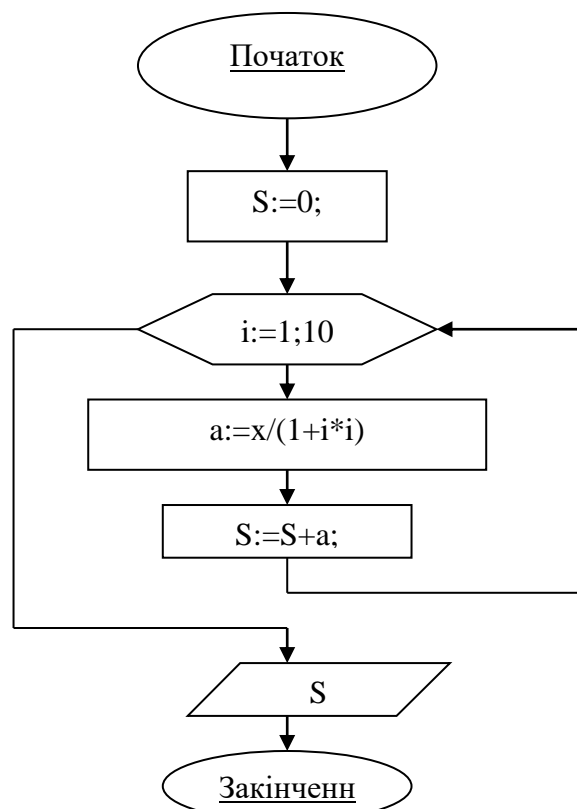 Початок
S:=0;
i:=1;10
a:=x/(1+i*i)
S:=S+a;
S
Закінченн